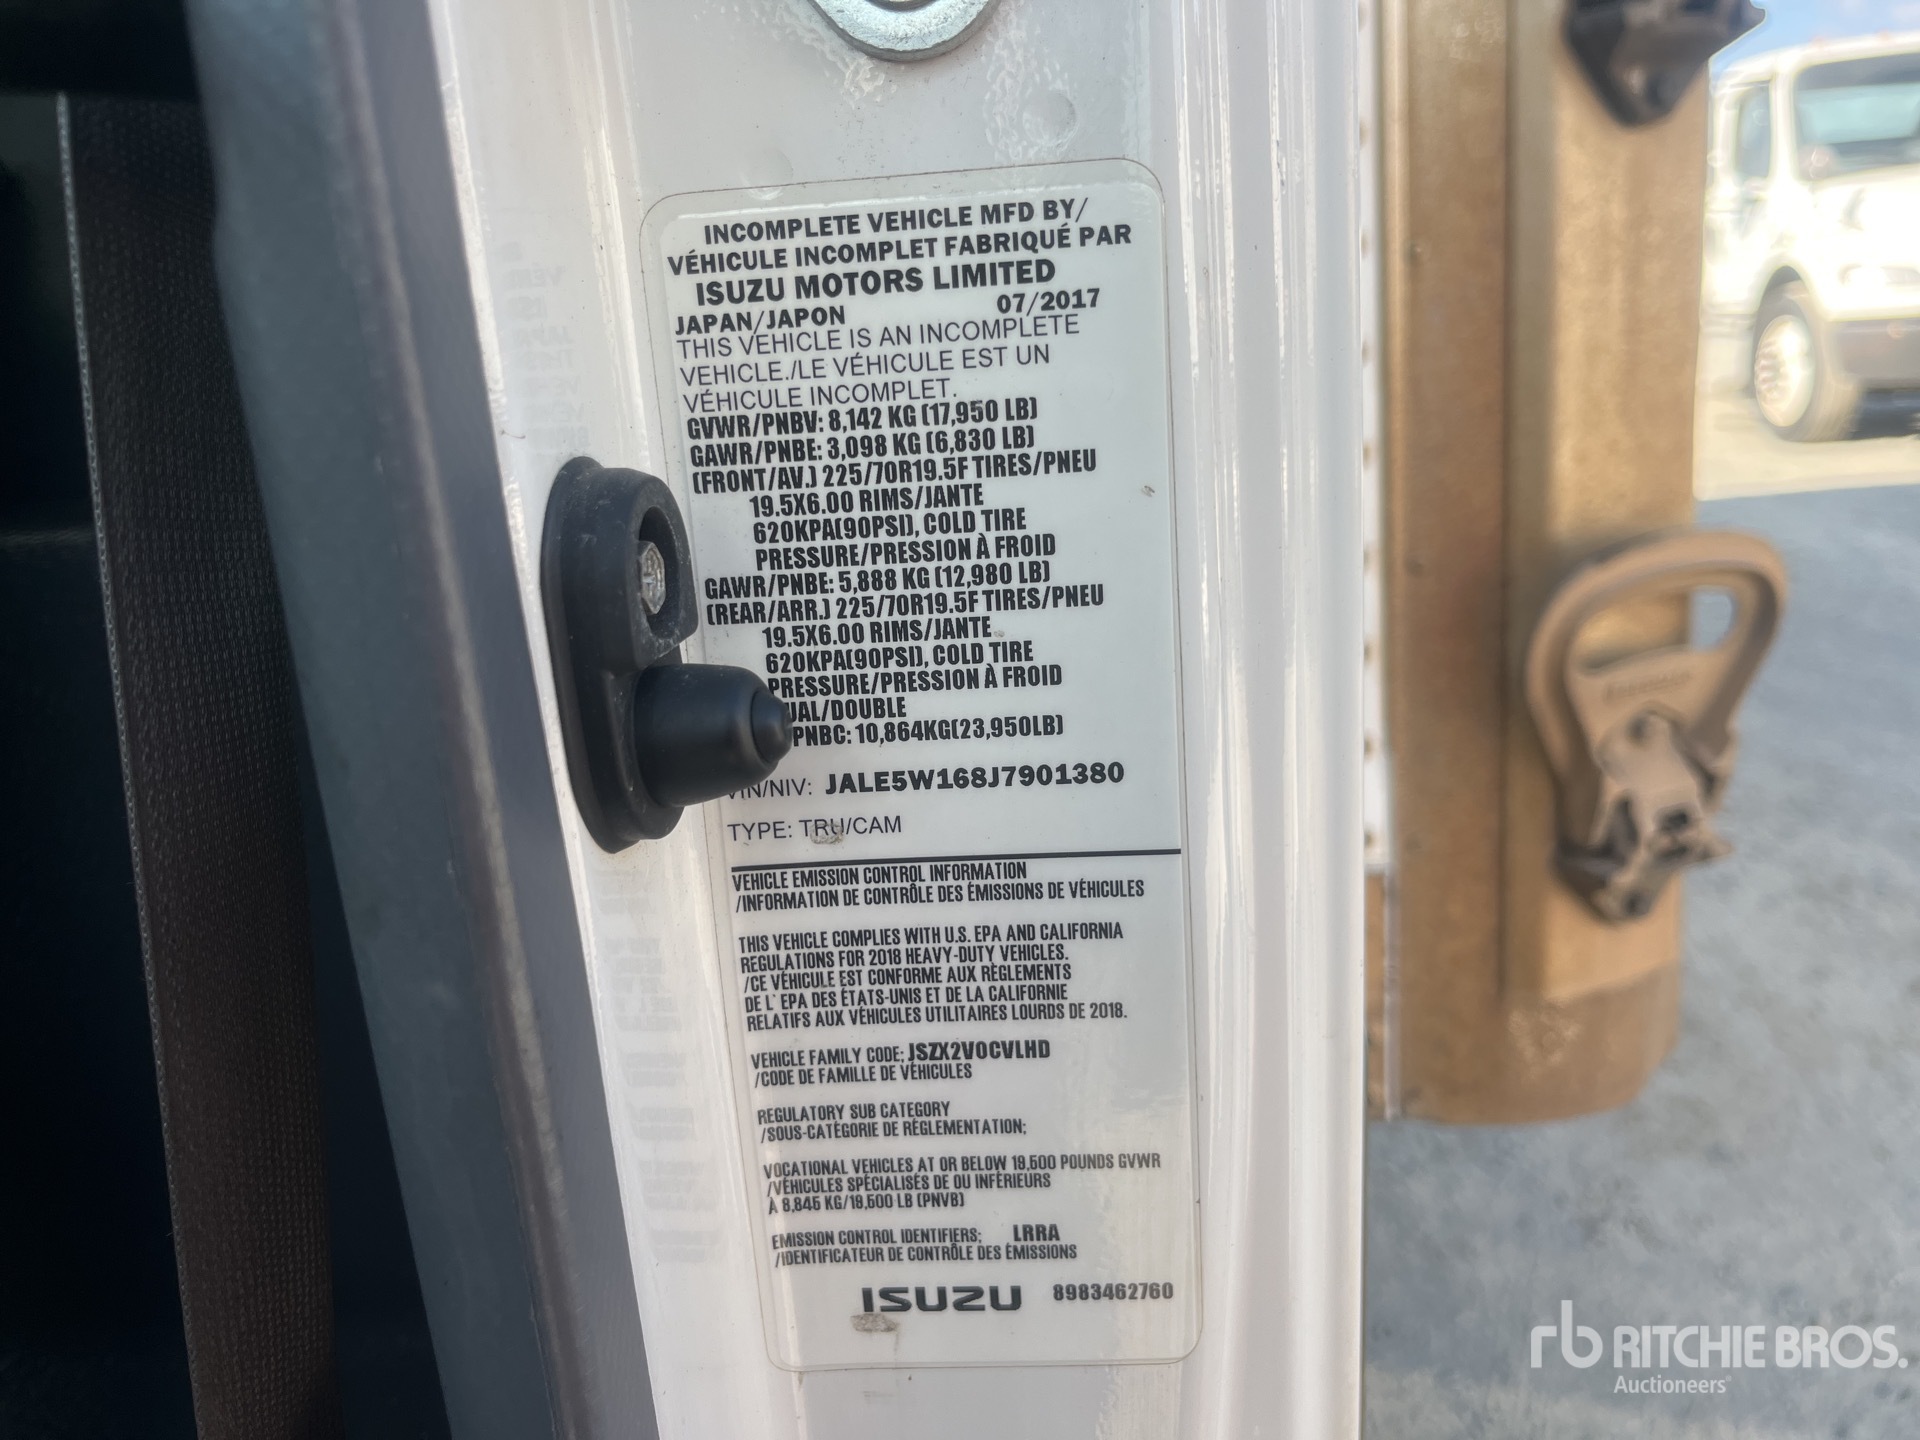 INCOMPLETE VEHICLE MFD BY/
VÉHICULE INCOMPLET FABRIQUÉ PAR
ISUZU MOTORS LIMITED
JAPAN/JAPON 07/2017
THIS VEHICLE IS AN INCOMPLETE
VEHICLE./LE VÉHICULE EST UN
VÉHICULE INCOMPLET.
GVWR/PNBV: 8,142 KG (17,950 LB)
GAWR/PNBE: 3,098 KG (6,830 LB)
(FRONT/AV.) 225/70R19.5F TIRES/PNEU
19.5X6.00 RIMS/JANTE
620KPA(90PSI), COLD TIRE
PRESSURE/PRESSION À FROID
GAWR/PNBE: 5,888 KG (12,980 LB)
(REAR/ARR.) 225/70R19.5F TIRES/PNEU
19.5X6.00 RIMS/JANTE
620KPA(90PSI), COLD TIRE
PRESSURE/PRESSION À FROID
UAL/DOUBLE
PNBC: 10,864KG(23,950LB)
VIN/NIV: JALE5W168J7901380
TYPE: TRU/CAM
VEHICLE EMISSION CONTROL INFORMATION
/INFORMATION DE CONTRÔLE DES ÉMISSIONS DE VÉHICULES
THIS VEHICLE COMPLIES WITH U.S. EPA AND CALIFORNIA
REGULATIONS FOR 2018 HEAVY-DUTY VEHICLES.
/CE VÉHICULE EST CONFORME AUX RÈGLEMENTS
DE L' EPA DES ÉTATS-UNIS ET DE LA CALIFORNIE
RELATIFS AUX VÉHICULES UTILITAIRES LOURDS DE 2018.
VEHICLE FAMILY CODE; JSZX2VOCVLHD
/CODE DE FAMILLE DE VÉHICULES
REGULATORY SUB CATEGORY
/SOUS-CATÉGORIE DE RÉGLEMENTATION;
VOCATIONAL VEHICLES AT OR BELOW 19,500 POUNDS GVWR
/VÉHICULES SPÉCIALISÉS DE OU INFÉRIEURS
À 8,845 KG/19,500 LB (PNVB)
EMISSION CONTROL IDENTIFIERS; LRRA
/IDENTIFICATEUR DE CONTRÔLE DES ÉMISSIONS
ISUZU 8983462760
rb RITCHIE BROS.
Auctioneers